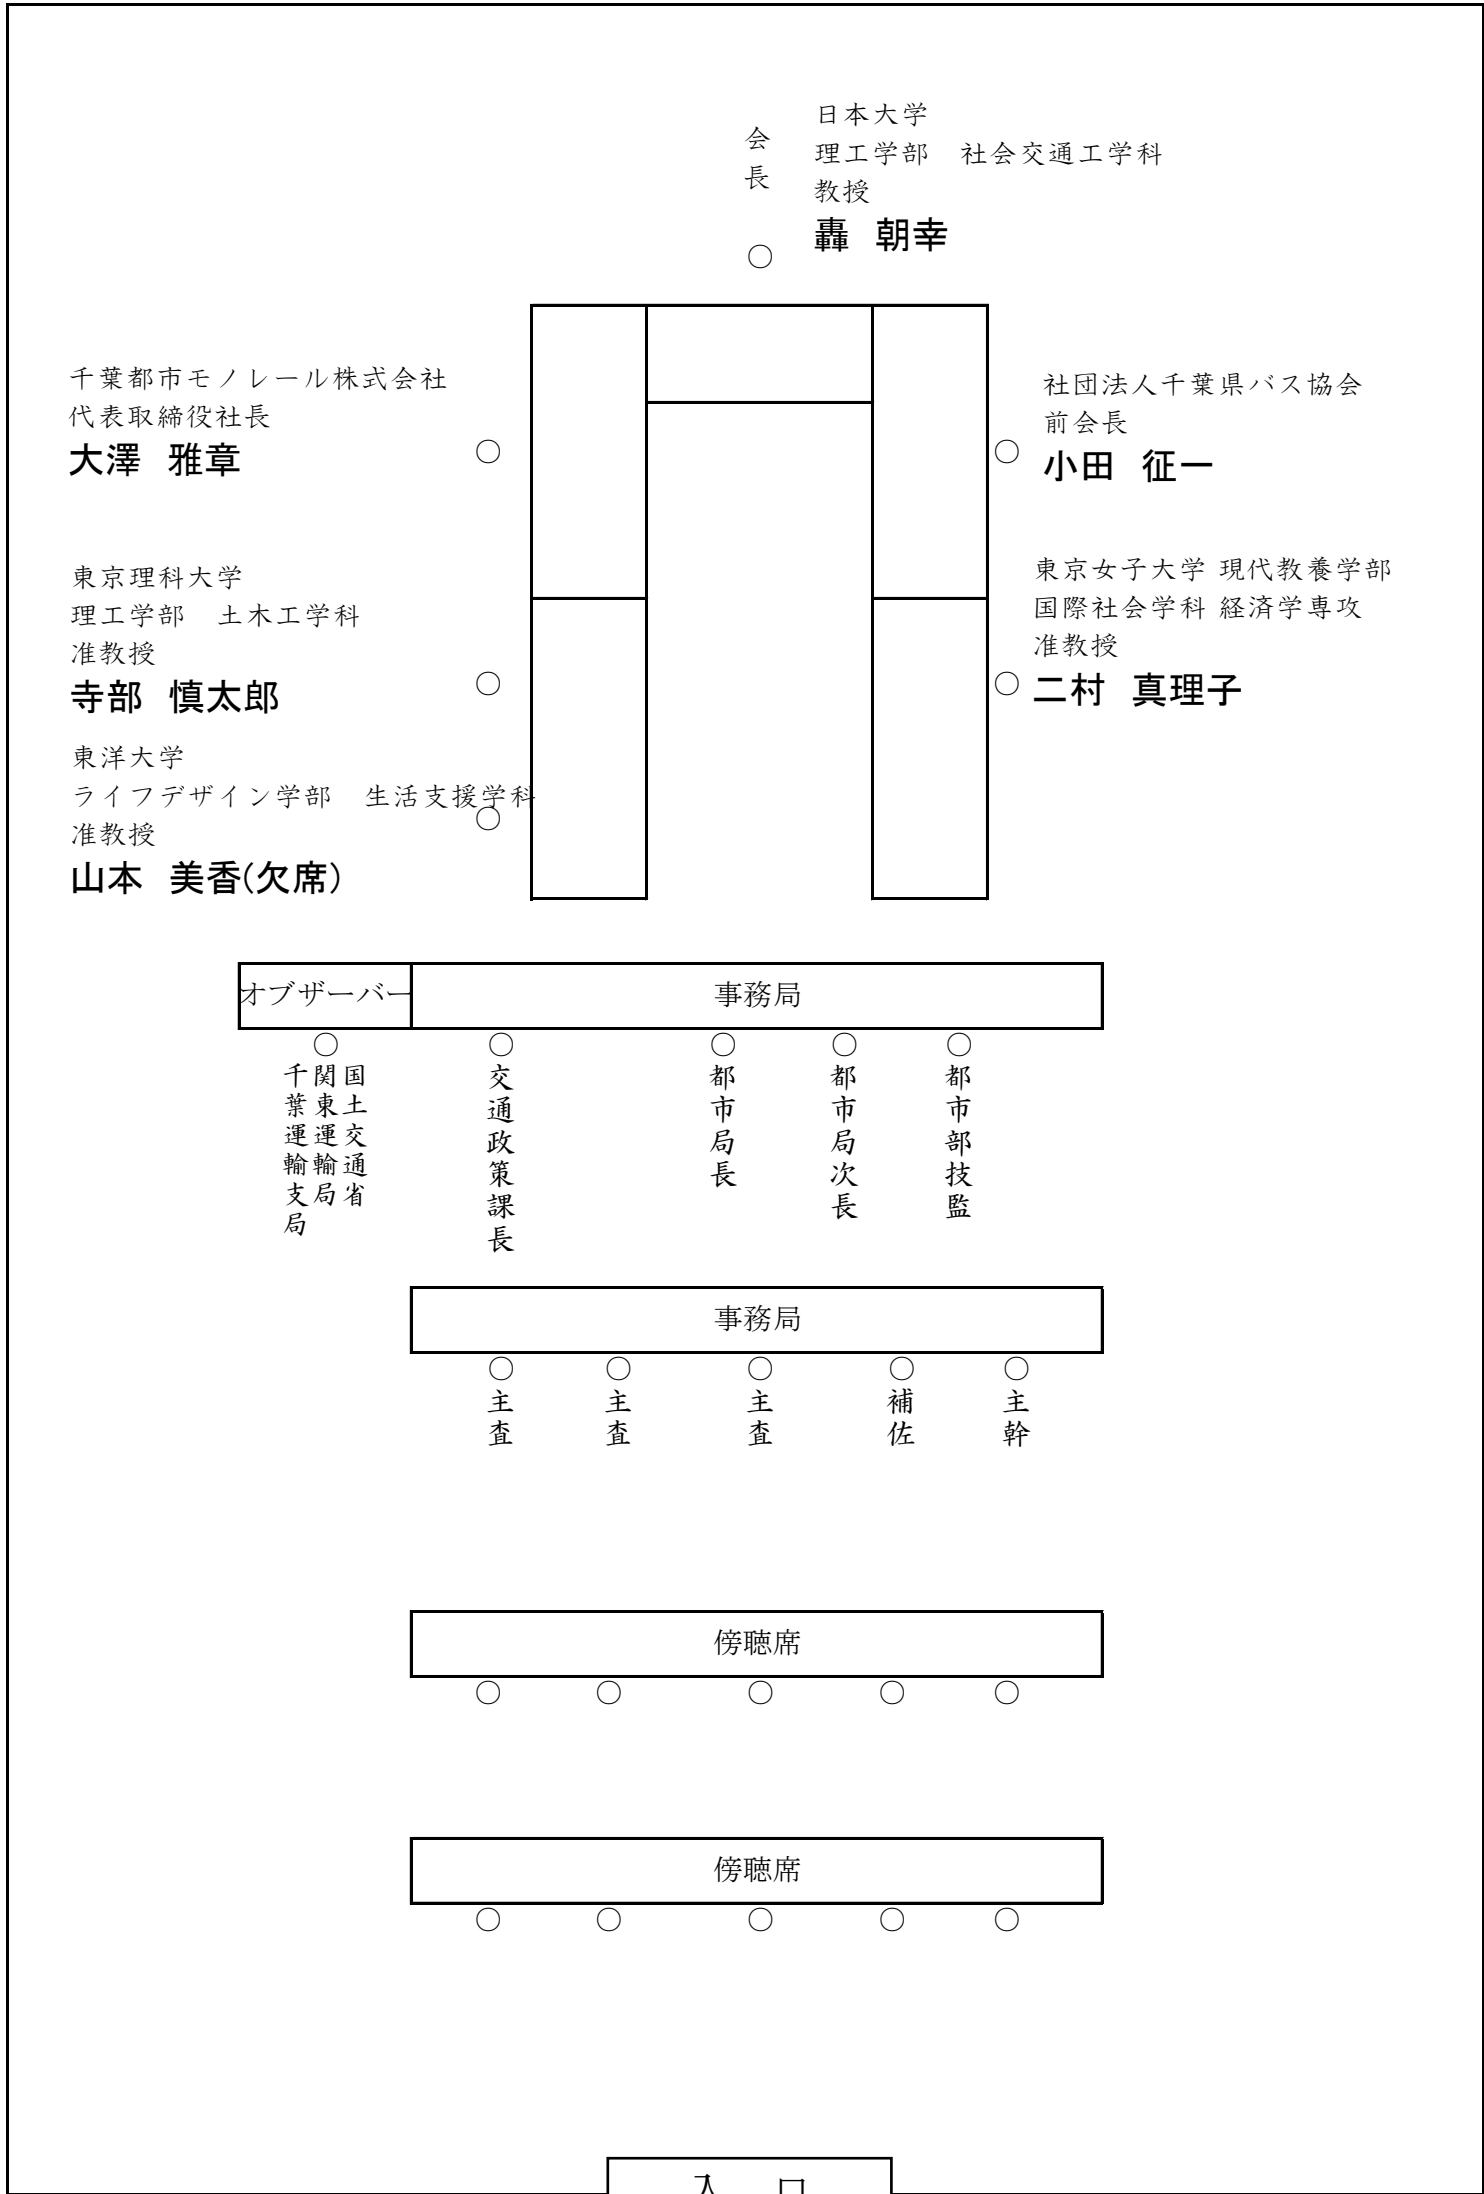 会長
日本大学
理工学部　社会交通工学科
教授
轟　朝幸
千葉都市モノレール株式会社
代表取締役社長
大澤　雅章
社団法人千葉県バス協会
前会長
小田　征一
東京理科大学
理工学部　土木工学科
准教授
寺部　慎太郎
東京女子大学 現代教養学部
国際社会学科 経済学専攻
准教授
二村　真理子
東洋大学
ライフデザイン学部　生活支援学科
准教授
山本　美香(欠席)
オブザーバー
事務局
国土交通省
関東運輸局
千葉運輸支局
交通政策課長
都市局長
都市局次長
都市部技監
事務局
主査
主査
主査
補佐
主幹
傍聴席
傍聴席
入　口